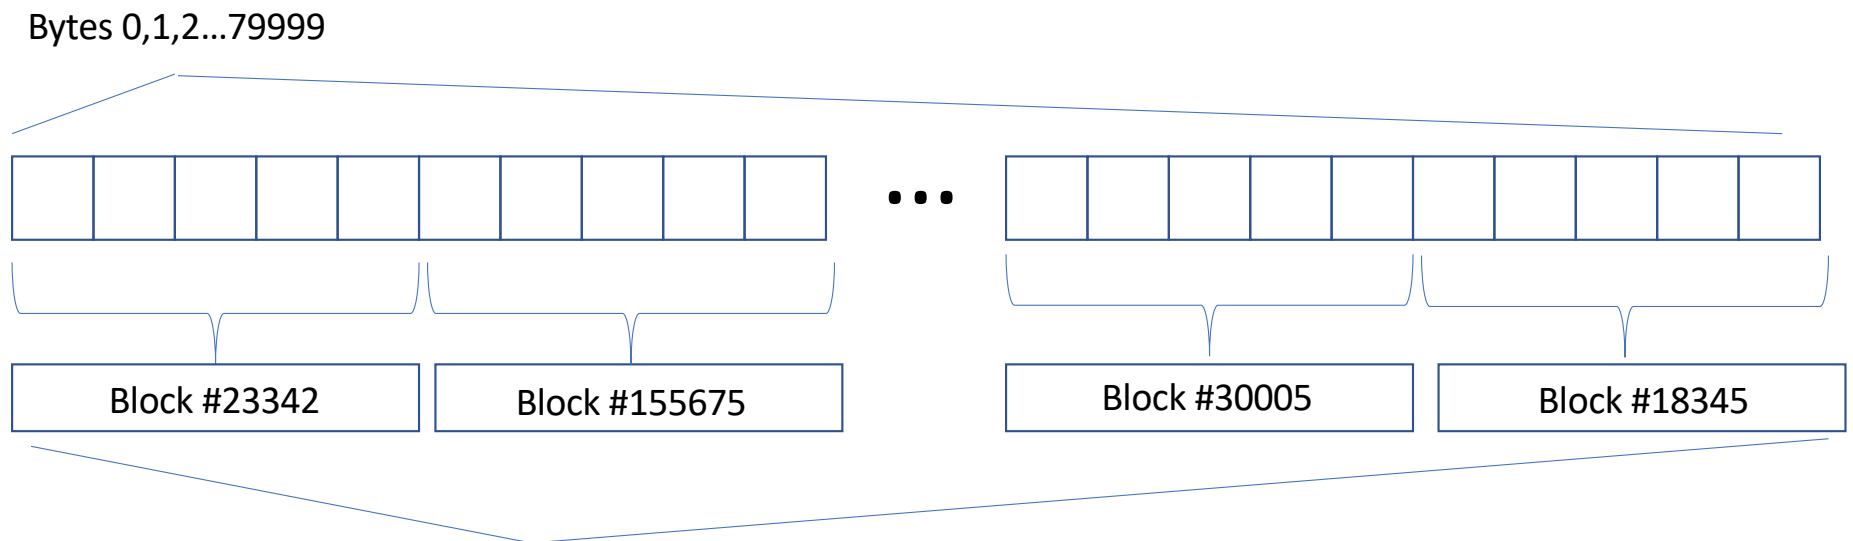 Bytes 0,1,2...79999
...
Block #23342
Block #155675
Block #30005
Block #18345